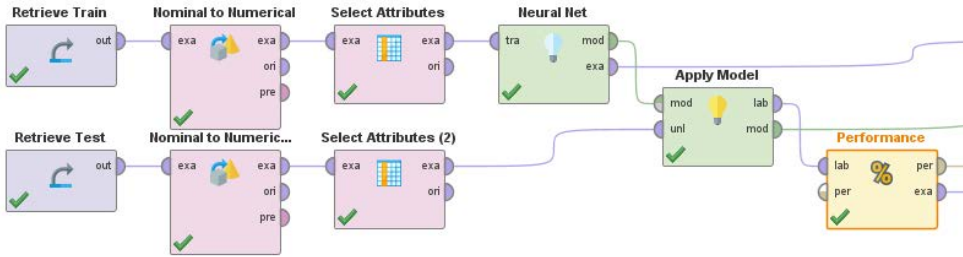 Retrieve Train
out
Nominal to Numerical
exa
exa
ori
pre
Select Attributes
exa
exa
ori
Neural Net
tra
mod
exa
Apply Model
mod
lab
unl
mod
Retrieve Test
out
Nominal to Numeric...
exa
exa
ori
pre
Select Attributes (2)
exa
exa
ori
Performance
lab
per
%
per
exa